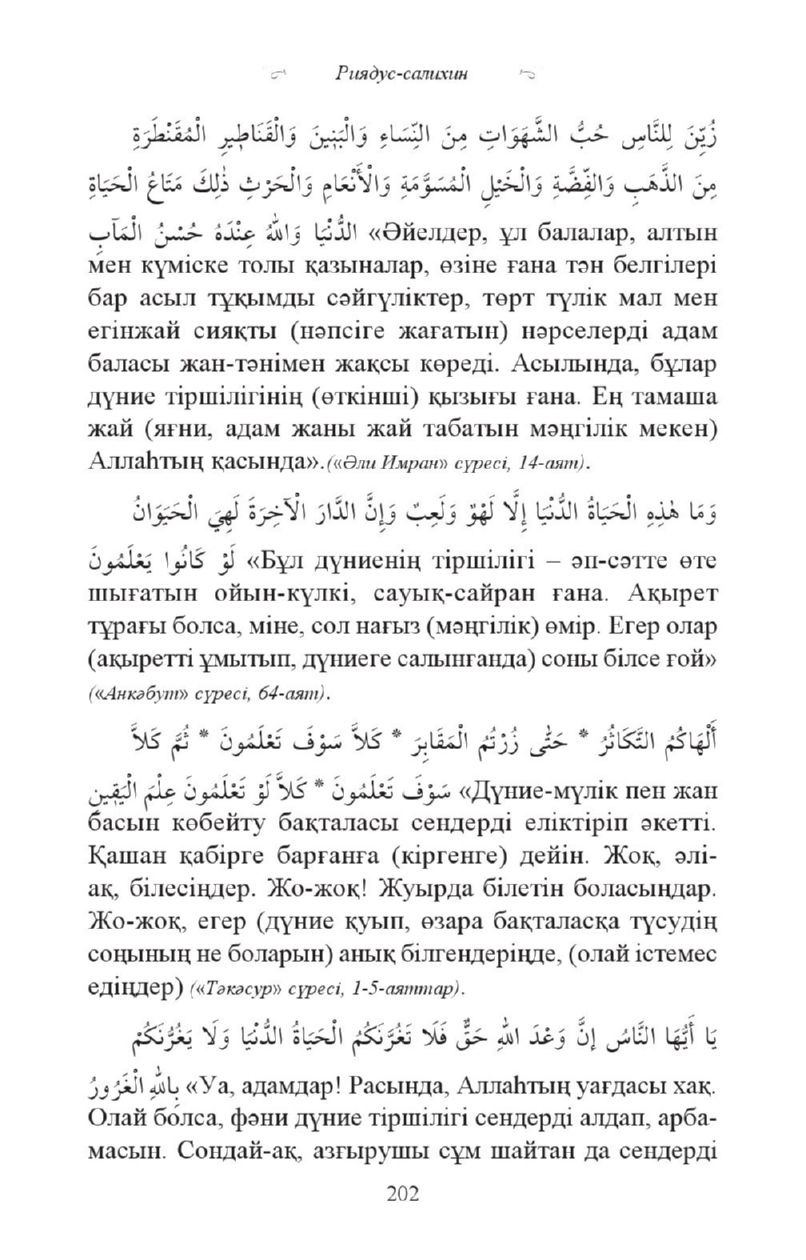 Риядус-салихин
زُيِّنَ لِلنَّاسِ حُبُّ الشَّهَوَاتِ مِنَ النِّسَاءِ وَالْبَنِينَ وَالْقَنَاطِيرِ الْمُقَنْطَرَةِ
مِنَ الذَّهَبِ وَالْفِضَّةِ وَالْخَيْلِ الْمُسَوَّمَةِ وَالْأَنْعَامِ وَالْحَرْثِ ذٰلِكَ مَتَاعُ الْحَيَاةِ
الدُّنْيَا وَاللهُ عِنْدَهُ حُسْنُ الْمَآبِ «Әйелдер, ұл балалар, алтын
мен күміске толы қазыналар, өзіне ғана тән белгілері
бар асыл тұқымды сәйгүліктер, төрт түлік мал мен
егінжай сияқты (нәпсіге жағатын) нәрселерді адам
баласы жан-тәнімен жақсы көреді. Асылында, бұлар
дүние тіршілігінің (өткінші) қызығы ғана. Ең тамаша
жай (яғни, адам жаны жай табатын мәңгілік мекен)
Аллаһтың қасында».(«Әли Имран» сүресі, 14-аят).
وَمَا هٰذِهِ الْحَيَاةُ الدُّنْيَا إِلَّا لَهْوٌ وَلَعِبٌ وَإِنَّ الدَّارَ الْآخِرَةَ لَهِيَ الْحَيَوَانُ
لَوْ كَانُوا يَعْلَمُونَ «Бұл дүниенің тіршілігі – әп-сәтте өте
шығатын ойын-күлкі, сауық-сайран ғана. Ақырет
тұрағы болса, міне, сол нағыз (мәңгілік) өмір. Егер олар
(ақыретті ұмытып, дүниеге салынғанда) соны білсе ғой»
(«Анкәбут» сүресі, 64-аят).
أَلْهَاكُمُ التَّكَاثُرُ * حَتَّى زُرْتُمُ الْمَقَابِرَ * كَلاَّ سَوْفَ تَعْلَمُونَ * ثُمَّ كَلاَّ
سَوْفَ تَعْلَمُونَ * كَلاَّ لَوْ تَعْلَمُونَ عِلْمَ الْيَقِينِ «Дүние-мүлік пен жан
басын көбейту бақталасы сендерді еліктіріп әкетті.
Қашан қабірге барғанға (кіргенге) дейін. Жоқ, әлі-
ақ, білесіңдер. Жо-жоқ! Жуырда білетін боласыңдар.
Жо-жоқ, егер (дүние қуып, өзара бақталасқа түсудің
соңының не боларын) анық білгендеріңде, (олай істемес
едіңдер) («Тәкәсур» сүресі, 1-5-аяттар).
يَا أَيُّهَا النَّاسُ إِنَّ وَعْدَ اللهِ حَقٌّ فَلَا تَغُرَّنَّكُمُ الْحَيَاةُ الدُّنْيَا وَلَا يَغُرَّنَّكُمْ
بِاللهِ الْغَرُورُ «Уа, адамдар! Расында, Аллаһтың уағдасы хақ.
Олай болса, фәни дүние тіршілігі сендерді алдап, арба-
масын. Сондай-ақ, азғырушы сұм шайтан да сендерді
202